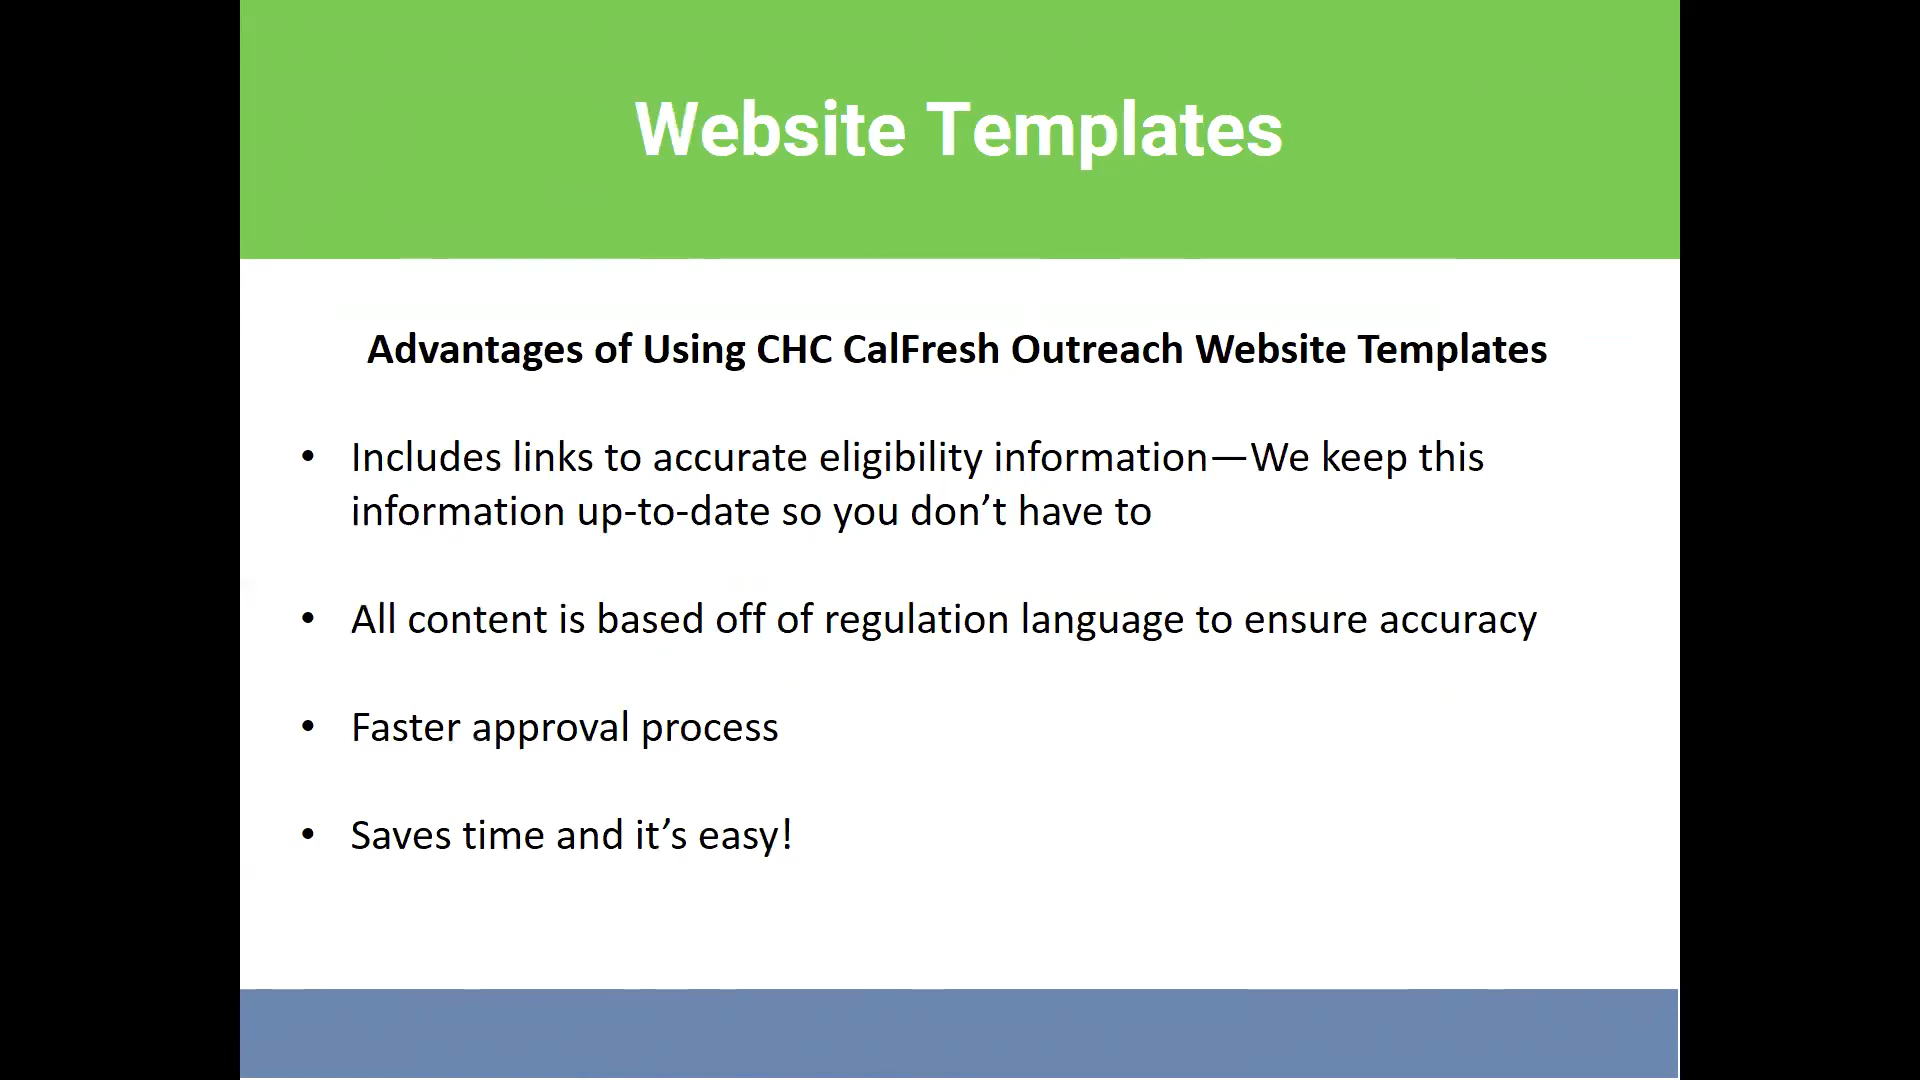 Website Templates
Advantages of Using CHC CalFresh Outreach Website Templates
• Includes links to accurate eligibility information—We keep this
information up-to-date so you don’t have to
• All content is based off of regulation language to ensure accuracy
• Faster approval process
• Saves time and it’s easy!